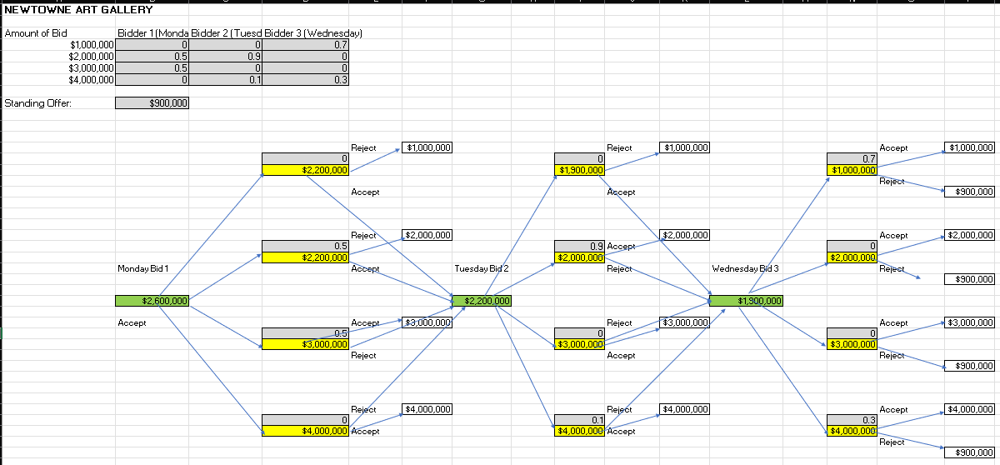 NEWTOWNE ART GALLERY
Amount of Bid Bidder 1 (Monda Bidder 2 (Tuesd Bidder 3 (Wednesday)
$1,000,000 0 0 0.7
$2,000,000 0.5 0.9 0
$3,000,000 0.5 0 0
$4,000,000 0 0.1 0.3
Standing Offer: $900,000
Reject $1,000,000 Reject $1,000,000 Accept $1,000,000
0 0 0.7
$2,200,000 $1,900,000 $1,000,000
Reject
Accept Accept $900,000
Reject $2,000,000 Reject $2,000,000 Accept $2,000,000
0.5 0.9 Accept 0
$2,200,000 $2,000,000 $2,000,000
Monday Bid 1 Accept Tuesday Bid 2 Reject Wednesday Bid 3 Reject
$900,000
$2,600,000 $2,200,000 $1,900,000
Accept Accept $3,000,000 Reject $3,000,000 Accept $3,000,000
0.5 0 0
$3,000,000 $3,000,000 $3,000,000
Reject Accept Reject
$900,000
Reject $4,000,000 Reject $4,000,000 Accept $4,000,000
0 0.1 0.3
$4,000,000 Accept $4,000,000 Accept $4,000,000
Reject
$900,000